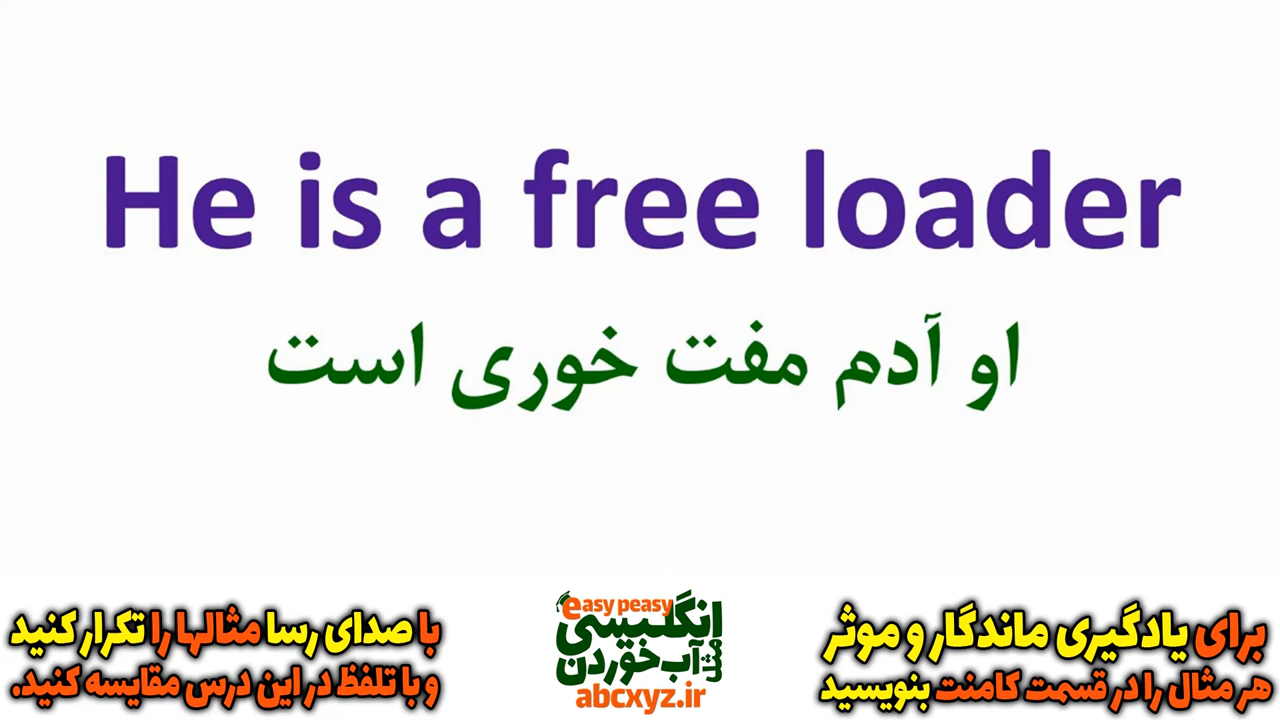 He is a free loader
او آدم مفت خوری است
برای یادگیری ماندگار و موثر
هر مثال را در قسمت کامنت بنویسید
easy peasy
انگلیسی
مثل
آب خوردن
abcxyz.ir
با صدای رسا مثالها را تکرار کنید
و با تلفظ در این درس مقایسه کنید.